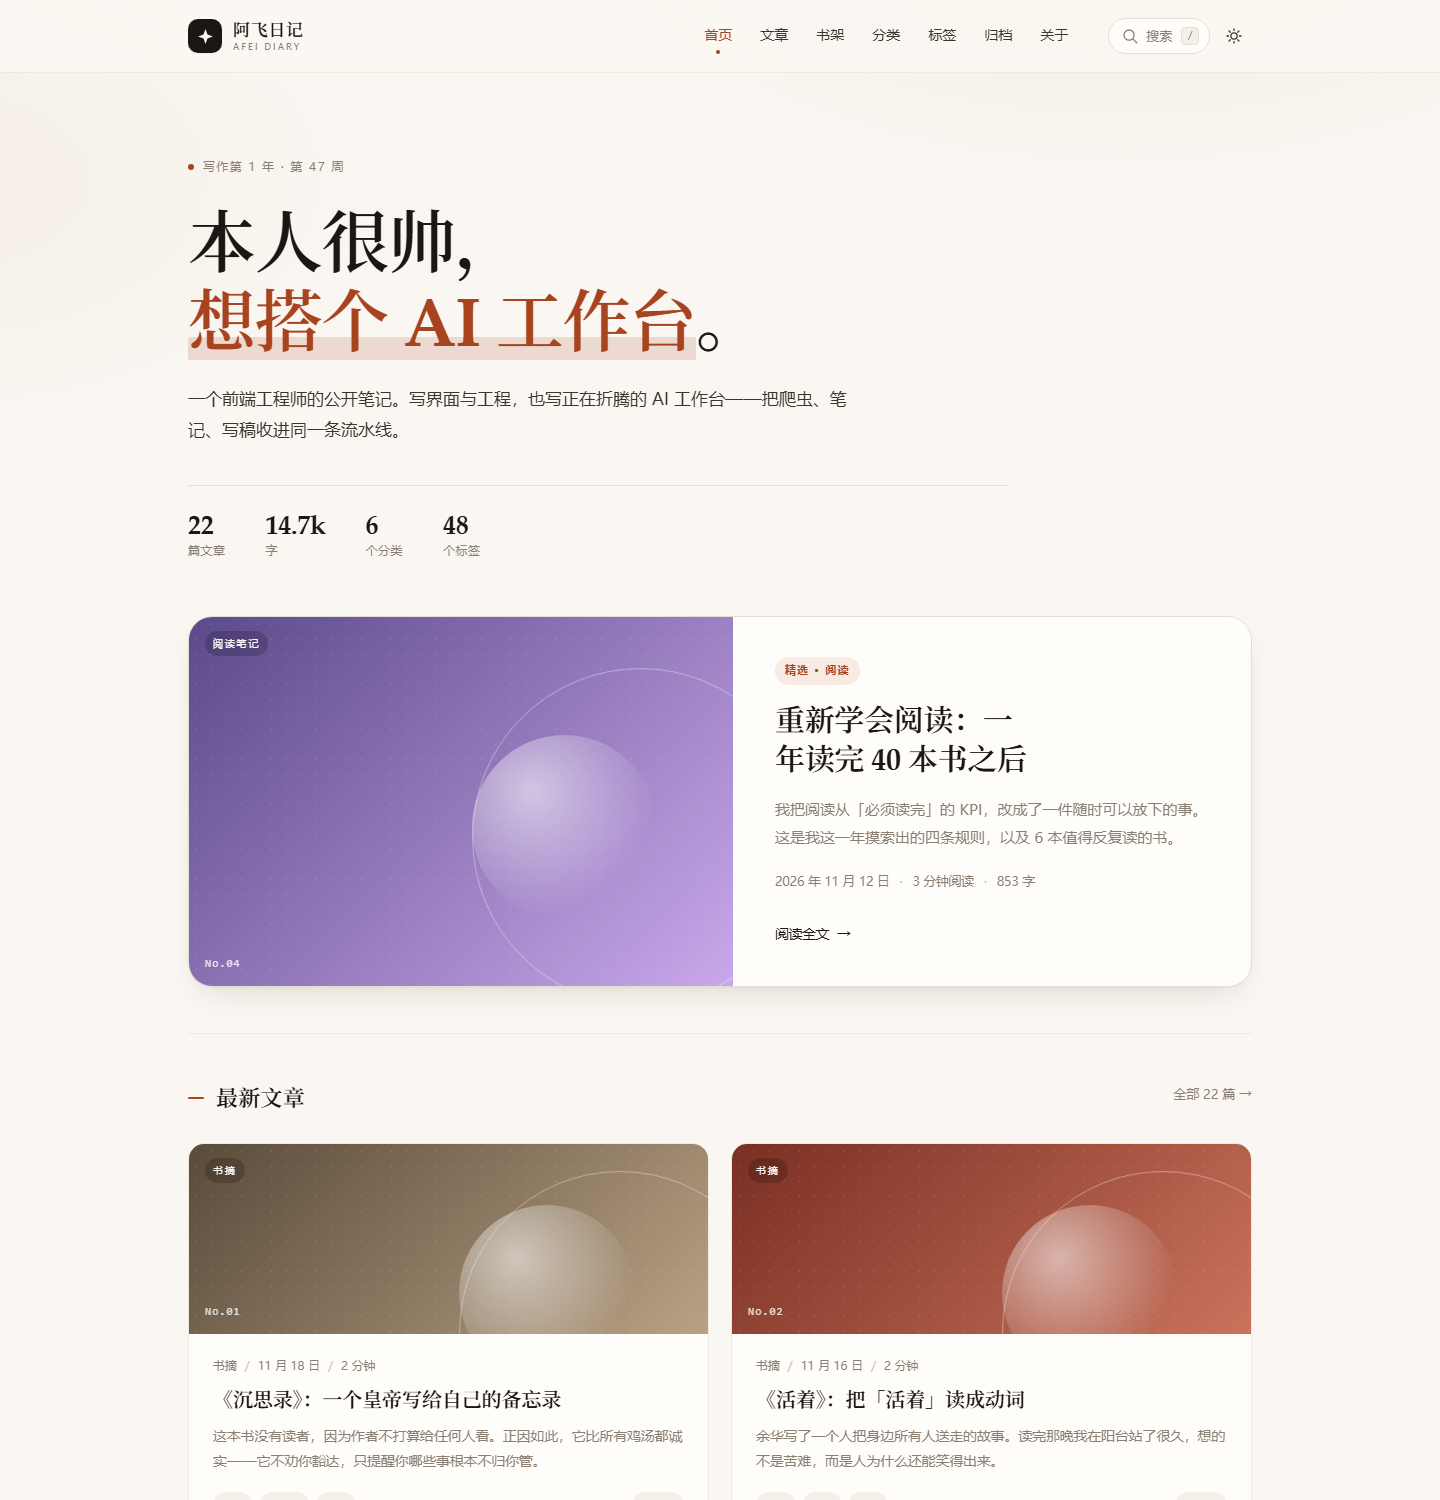 阿飞日记
AFEI DIARY
首页 文章 书架 分类 标签 归档 关于 搜索 /
写作第 1 年 · 第 47 周
本人很帅，
想搭个 AI 工作台。
一个前端工程师的公开笔记。写界面与工程，也写正在折腾的 AI 工作台——把爬虫、笔
记、写稿收进同一条流水线。
22 14.7k 6 48
篇文章 字 个分类 个标签
阅读笔记
No.04
精选 · 阅读
重新学会阅读：一
年读完 40 本书之后
我把阅读从「必须读完」的 KPI，改成了一件随时可以放下的事。
这是我这一年摸索出的四条规则，以及 6 本值得反复读的书。
2026 年 11 月 12 日 · 3 分钟阅读 · 853 字
阅读全文 →
最新文章
全部 22 篇 →
书摘
No.01
书摘 / 11 月 18 日 / 2 分钟
《沉思录》：一个皇帝写给自己的备忘录
这本书没有读者，因为作者不打算给任何人看。正因如此，它比所有鸡汤都诚
实——它不劝你豁达，只提醒你哪些事根本不归你管。
书摘
No.02
书摘 / 11 月 16 日 / 2 分钟
《活着》：把「活着」读成动词
余华写了一个人把身边所有人送走的故事。读完那晚我在阳台站了很久，想的
不是苦难，而是人为什么还能笑得出来。